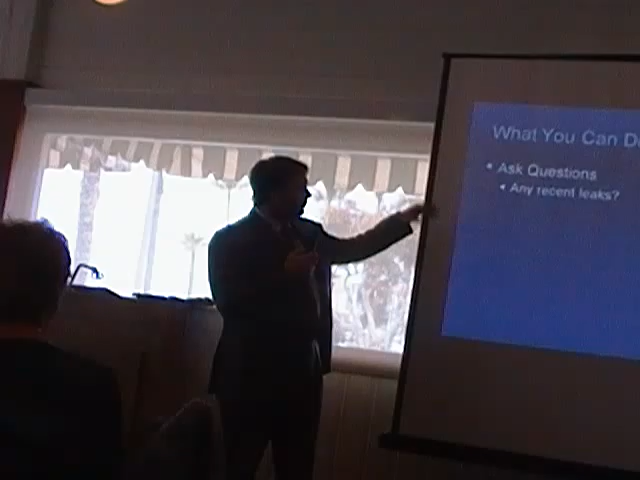 What You Can D
• Ask Questions
• Any recent leaks?